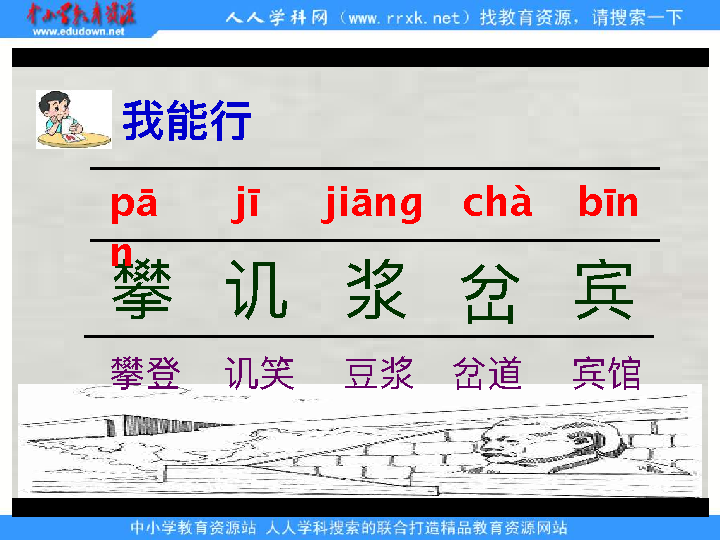 中小学教育资源
www.edudown.net
人人学科网（www.rrxk.net）找教育资源，请搜索一下
我能行
pā jī jiāng chà bīn
n
攀 讥 浆 岔 宾
攀登 讥笑 豆浆 岔道 宾馆
中小学教育资源站 人人学科搜索的联合打造精品教育资源网站